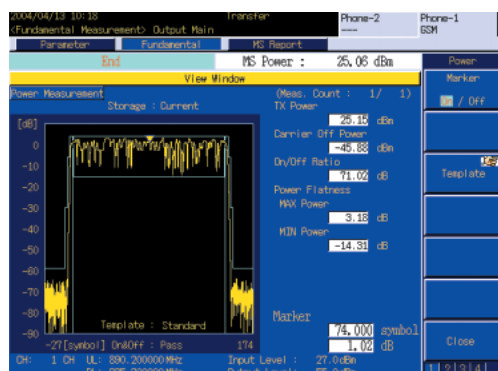 2004/04/13 10:18 Transfer Phone-2 Phone-1
<Fundamental Measurement> Output Main ---- GSM
Parameter Fundamental MS Report
End MS Power : 25.06 dBm Power
View Window Marker
Power Measurement (Meas. Count : 1/ 1)
Storage : Current TX Power / Off
25.15 dBm
[dB] Carrier Off Power
0 -45.88 dBm
On/Off Ratio
-10 71.02 dB Template
-20 Power Flatness
MAX Power
-30 3.18 dB
MIN Power
-40 -14.31 dB
-50
-60
-70
-80 Marker
Template : Standard 74.000 symbol
-90 1.02 dB Close
-27[symbol] On&Off : Pass 174
CH: 1 CH UL: 890.200000MHz Input Level : 27.0dBm
1 2 3 4